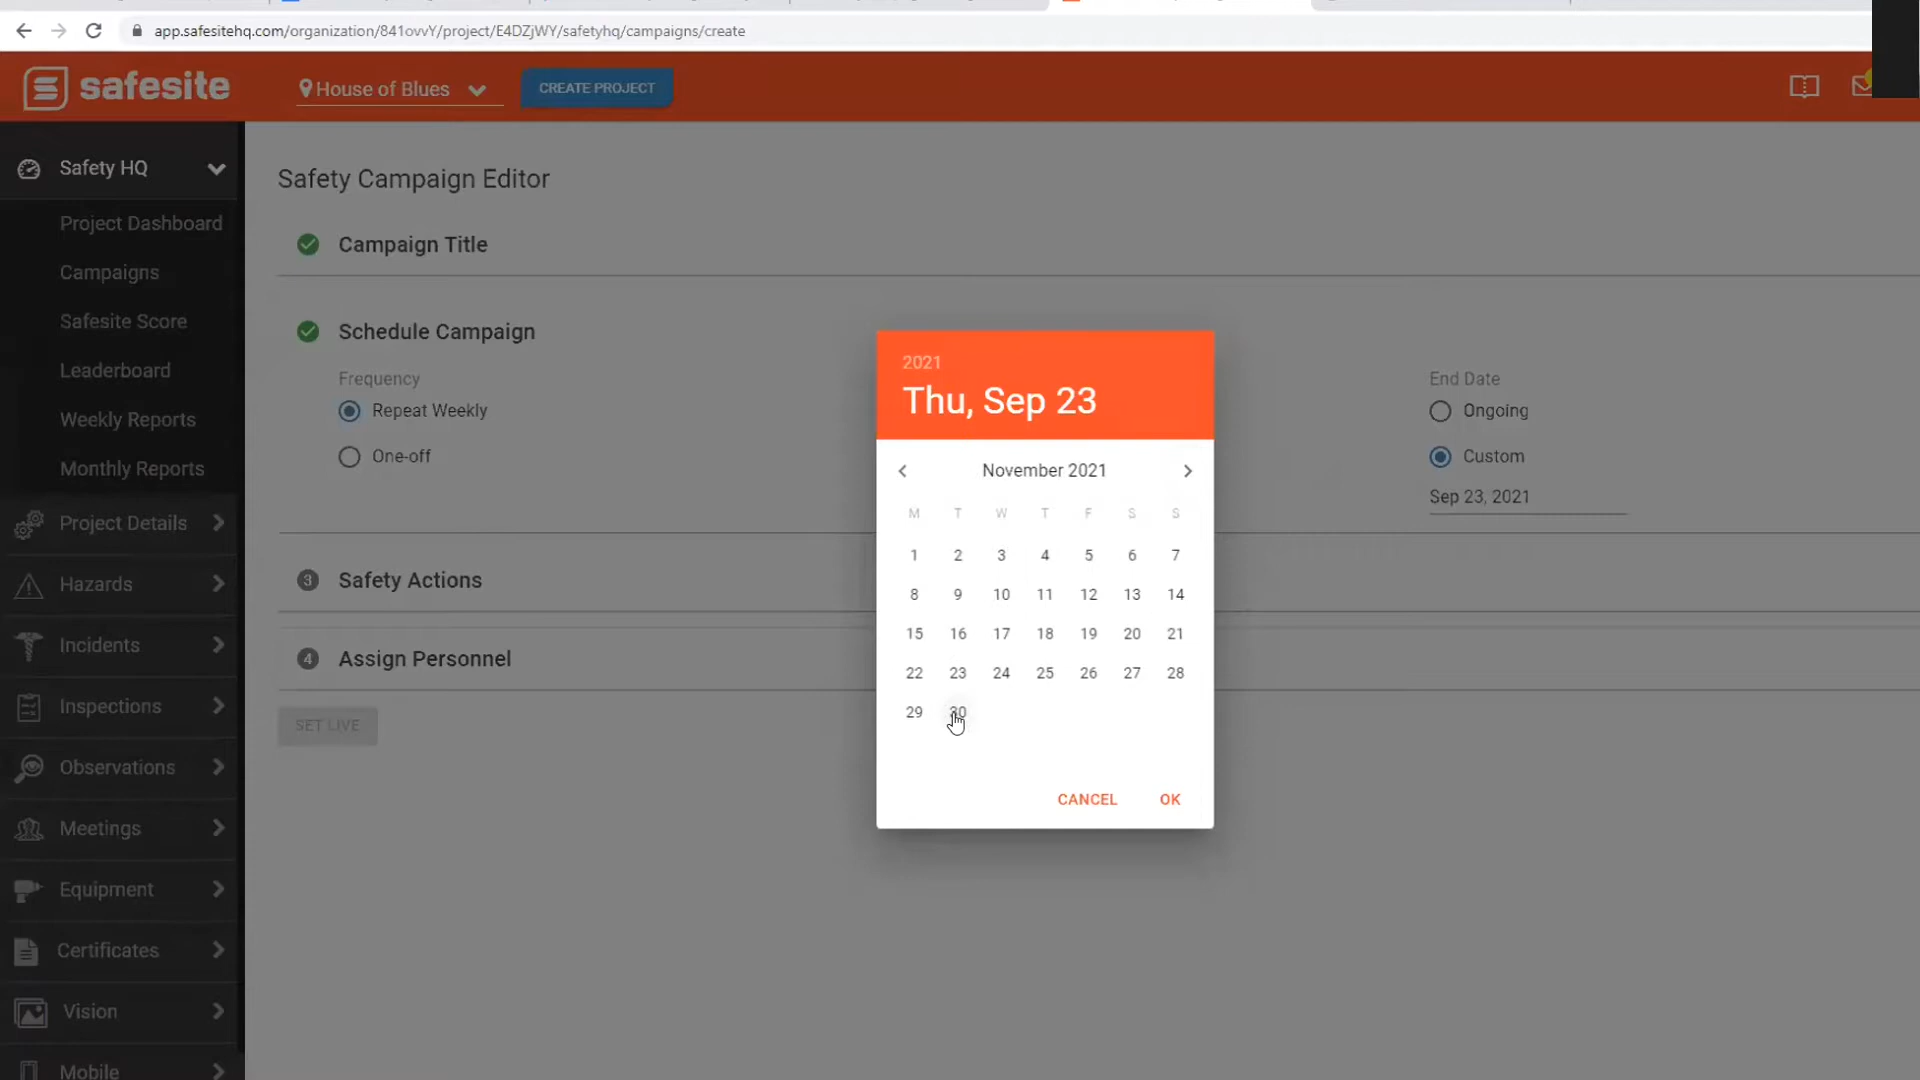 app.safesitehq.com/organization/841ovvY/project/E4DZjWY/safetyhq/campaigns/create
safesite
House of Blues
CREATE PROJECT
Safety HQ
Project Dashboard
Campaigns
Safesite Score
Leaderboard
Weekly Reports
Monthly Reports
Project Details
Hazards
Incidents
Inspections
Observations
Meetings
Equipment
Certificates
Vision
Mobile
Safety Campaign Editor
Campaign Title
Schedule Campaign
Frequency
Repeat Weekly
One-off
End Date
Ongoing
Custom
Sep 23, 2021
3 Safety Actions
4 Assign Personnel
SET LIVE
2021
Thu, Sep 23
November 2021
M T W T F S S
1 2 3 4 5 6 7
8 9 10 11 12 13 14
15 16 17 18 19 20 21
22 23 24 25 26 27 28
29 30
CANCEL OK